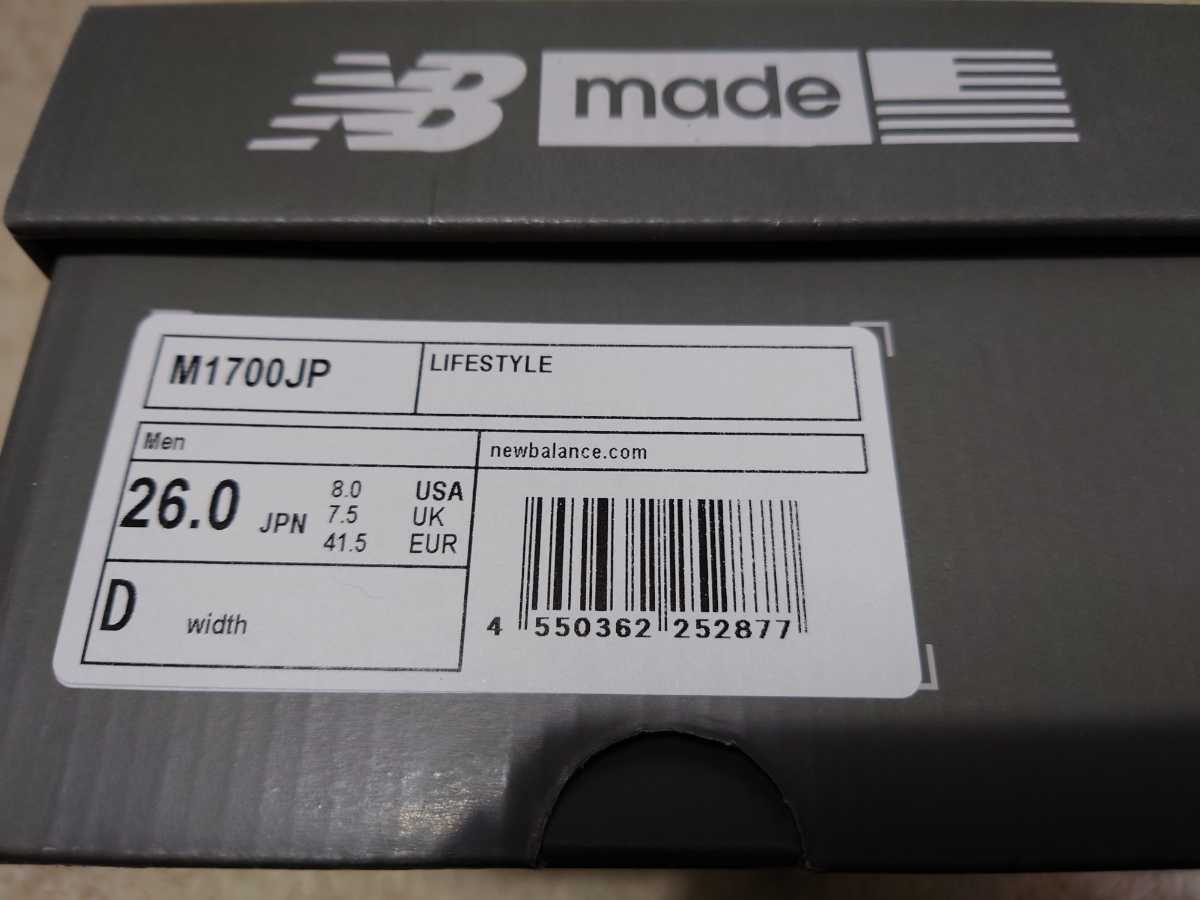 NB made
M1700JP
LIFESTYLE
Men
newbalance.com
26.0 JPN
8.0 USA
7.5 UK
41.5 EUR
D width
4 550362 252877